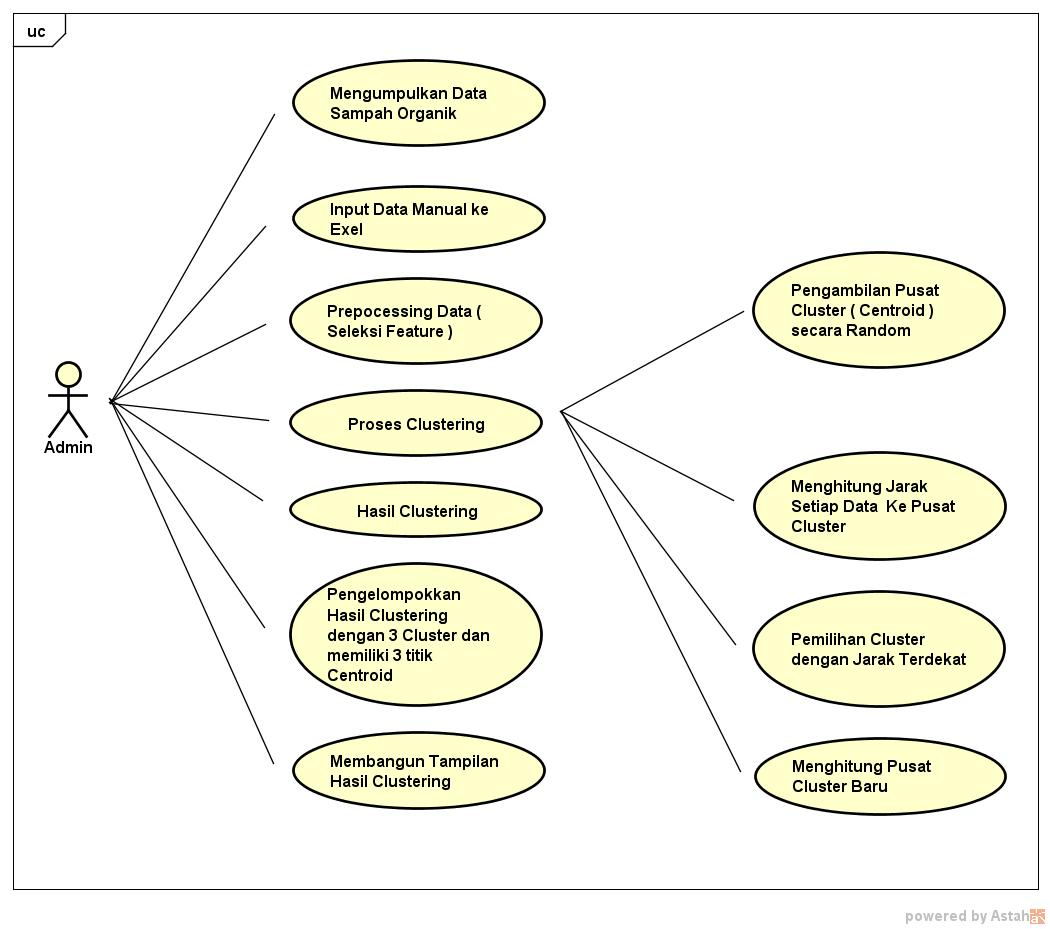 uc
Mengumpulkan Data
Sampah Organik
Input Data Manual ke
Exel
Prepocessing Data (
Seleksi Feature )
Proses Clustering
Hasil Clustering
Pengelompokkan
Hasil Clustering
dengan 3 Cluster dan
memiliki 3 titik
Centroid
Membangun Tampilan
Hasil Clustering
Admin
Pengambilan Pusat
Cluster ( Centroid )
secara Random
Menghitung Jarak
Setiap Data  Ke Pusat
Cluster
Pemilihan Cluster
dengan Jarak Terdekat
Menghitung Pusat
Cluster Baru
powered by Astah